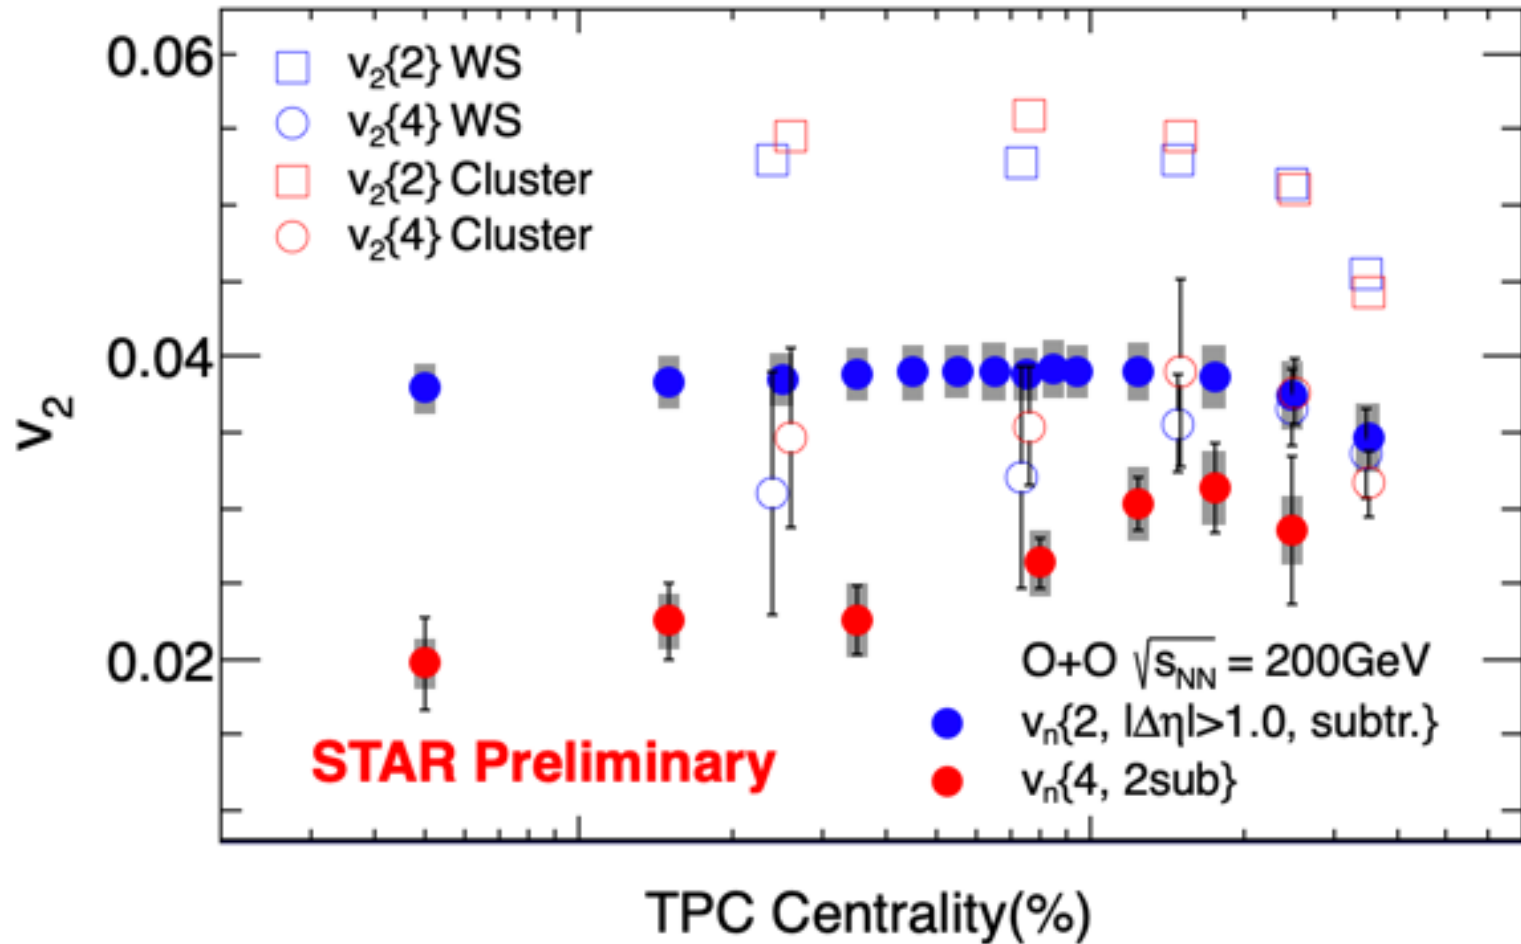 0.06
0.04
0.02
v₂
v₂{2} WS
v₂{4} WS
v₂{2} Cluster
v₂{4} Cluster
O+O √sNN = 200GeV
vₙ{2, |Δη|>1.0, subtr.}
vₙ{4, 2sub}
STAR Preliminary
TPC Centrality(%)